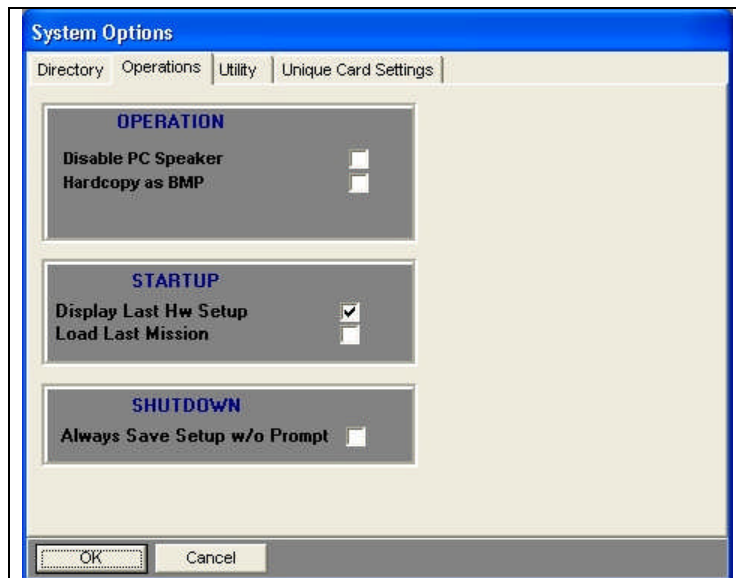 System Options
Directory Operations Utility Unique Card Settings
OPERATION
Disable PC Speaker
Hardcopy as BMP
STARTUP
Display Last Hw Setup
Load Last Mission
SHUTDOWN
Always Save Setup w/o Prompt
OK Cancel